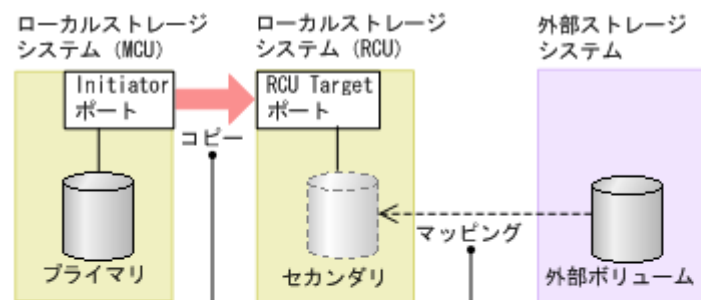 ローカルストレージ
システム (MCU)
ローカルストレージ
システム (RCU)
外部ストレージ
システム
Initiator
ポート
RCU Target
ポート
コピー
マッピング
プライマリ
セカンダリ
外部ボリューム